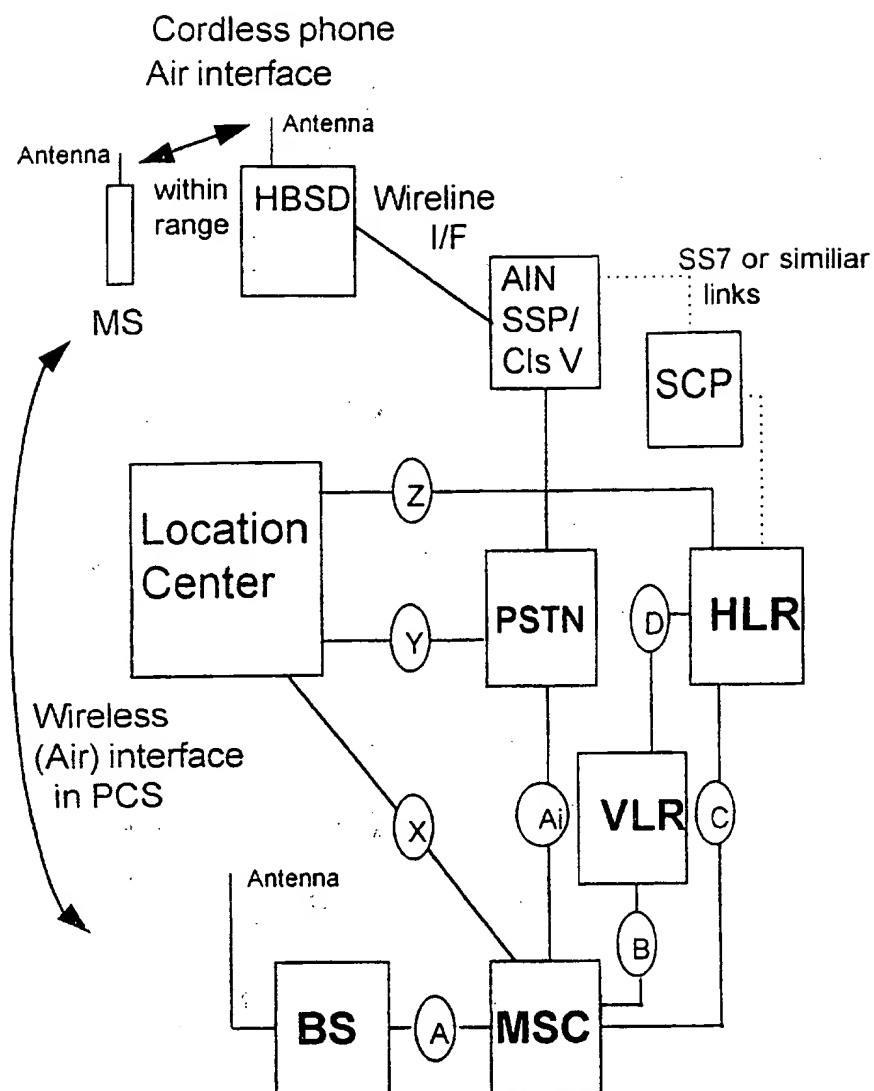 Cordless phone
Air interface
Antenna
Antenna
within
range
HBSD
Wireline
I/F
MS
AIN
SSP/
Cls V
SS7 or similiar
links
SCP
Z
Location
Center
PSTN
D
HLR
Y
Wireless
(Air) interface
in PCS
X
Ai
VLR
C
Antenna
B
BS
A
MSC